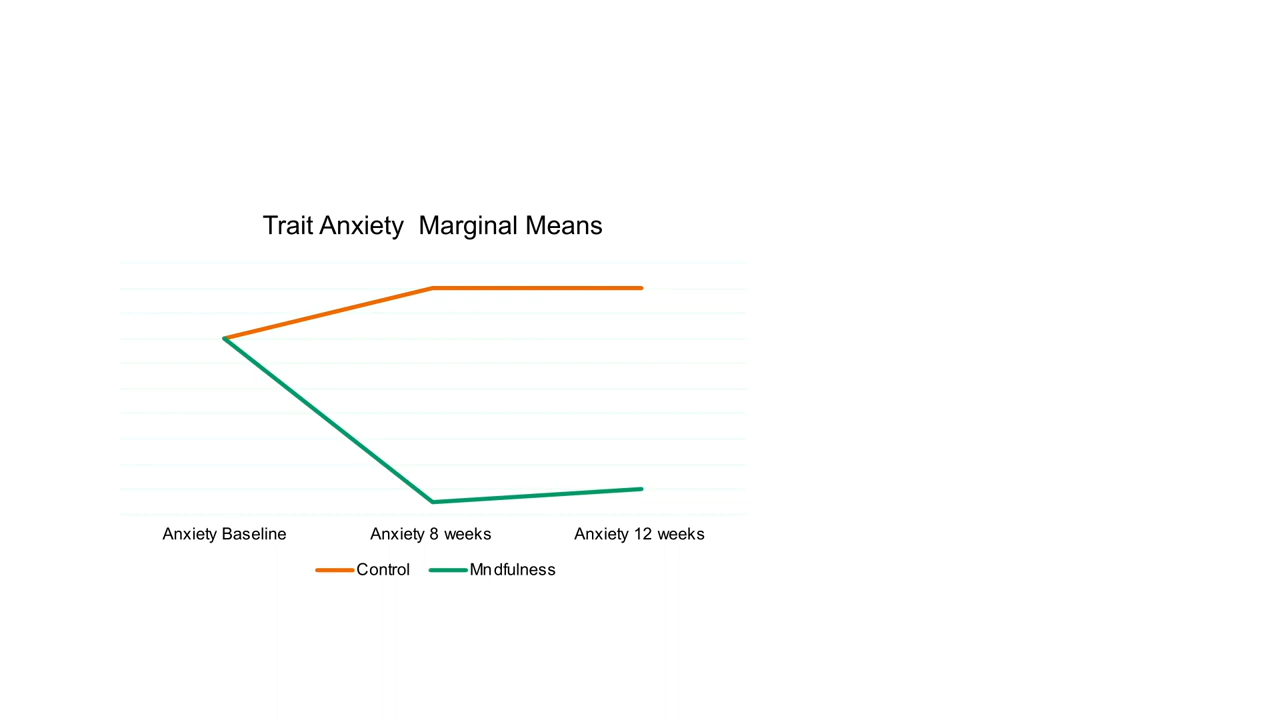 Trait Anxiety  Marginal Means
Anxiety Baseline Anxiety 8 weeks Anxiety 12 weeks
Control Mndfulness